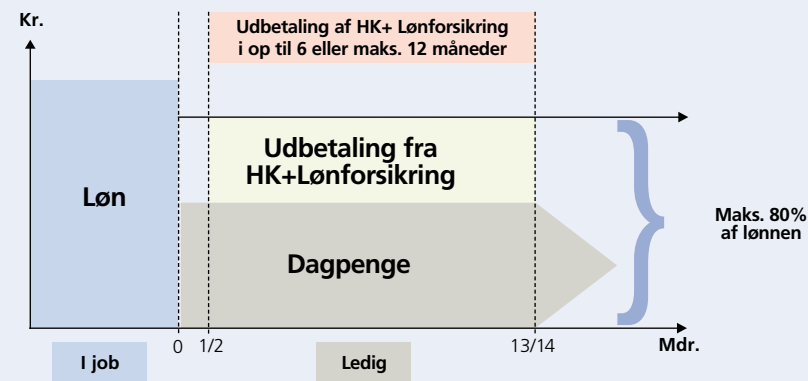 Kr.
Udbetaling af HK+ Lønforsikring
i op til 6 eller maks. 12 måneder
Udbetaling fra
HK+Lønforsikring
Løn
Maks. 80%
af lønnen
Dagpenge
0 1/2 13/14 Mdr.
I job
Ledig